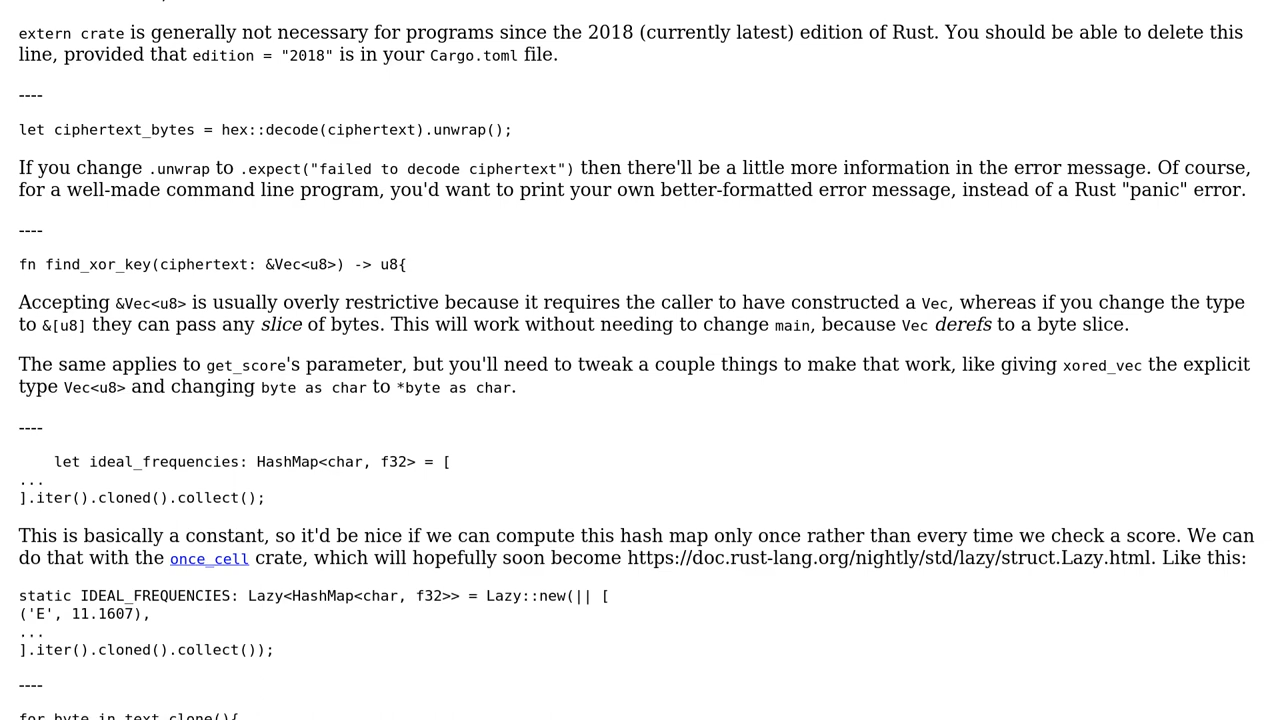 extern crate is generally not necessary for programs since the 2018 (currently latest) edition of Rust. You should be able to delete this
line, provided that edition = "2018" is in your Cargo.toml file.
----
let ciphertext_bytes = hex::decode(ciphertext).unwrap();
If you change .unwrap to .expect("failed to decode ciphertext") then there'll be a little more information in the error message. Of course,
for a well-made command line program, you'd want to print your own better-formatted error message, instead of a Rust "panic" error.
----
fn find_xor_key(ciphertext: &Vec<u8>) -> u8{
Accepting &Vec<u8> is usually overly restrictive because it requires the caller to have constructed a Vec, whereas if you change the type
to &[u8] they can pass any slice of bytes. This will work without needing to change main, because Vec derefs to a byte slice.
The same applies to get_score's parameter, but you'll need to tweak a couple things to make that work, like giving xored_vec the explicit
type Vec<u8> and changing byte as char to *byte as char.
----
    let ideal_frequencies: HashMap<char, f32> = [
...
].iter().cloned().collect();
This is basically a constant, so it'd be nice if we can compute this hash map only once rather than every time we check a score. We can
do that with the once_cell crate, which will hopefully soon become https://doc.rust-lang.org/nightly/std/lazy/struct.Lazy.html. Like this:
static IDEAL_FREQUENCIES: Lazy<HashMap<char, f32>> = Lazy::new(|| [
('E', 11.1607),
...
].iter().cloned().collect());
----
for byte in text.clone(){